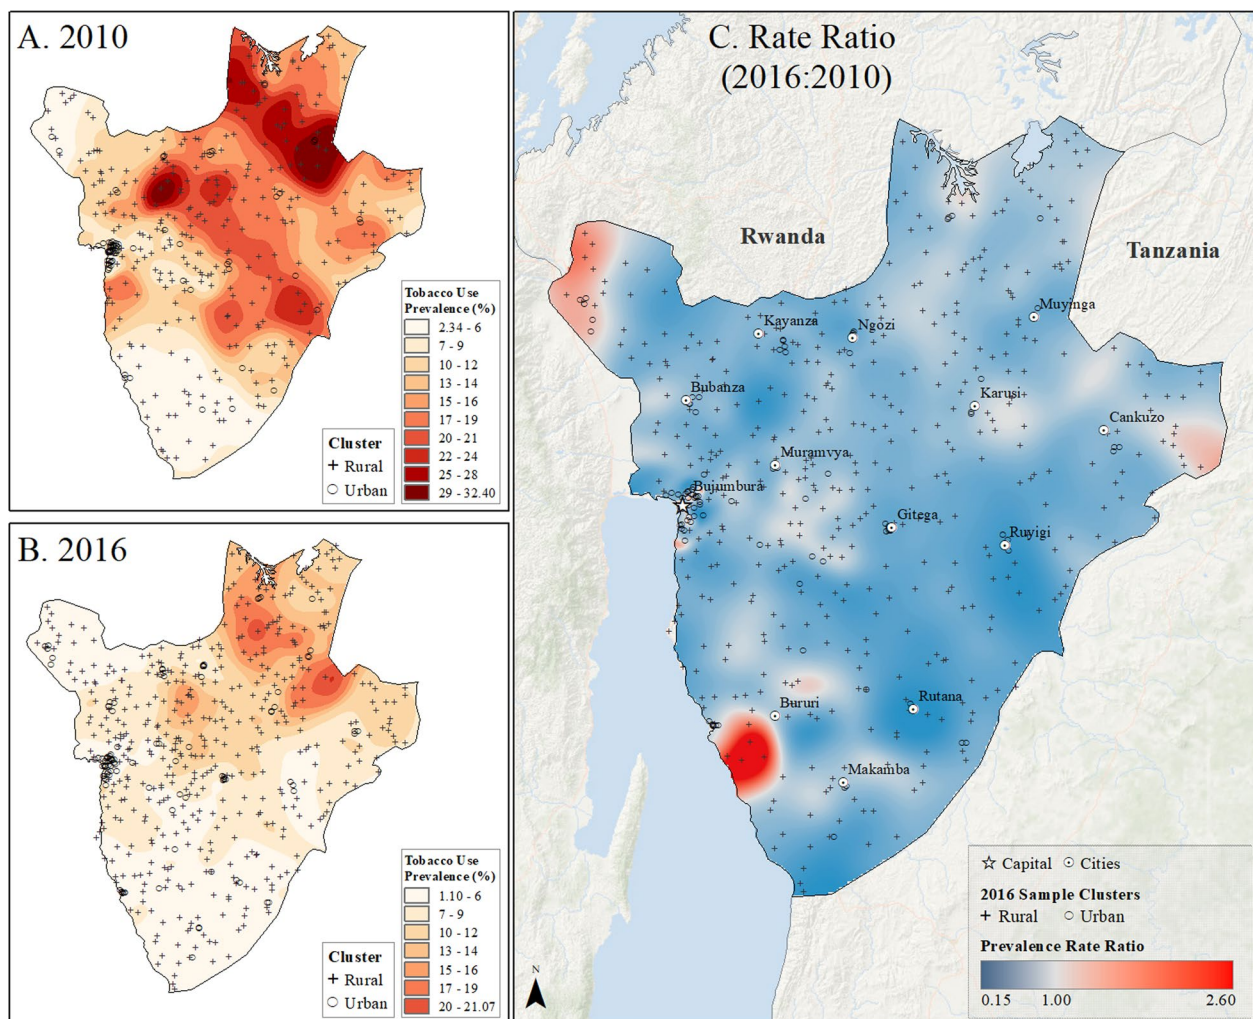 A. 2010
Tobacco Use
Prevalence (%)
2.34 - 6
7 - 9
10 - 12
13 - 14
15 - 16
17 - 19
20 - 21
22 - 24
25 - 28
29 - 32.40
Cluster
Rural
Urban
B. 2016
Tobacco Use
Prevalence (%)
1.10 - 6
7 - 9
10 - 12
13 - 14
15 - 16
17 - 19
20 - 21.07
Cluster
Rural
Urban
C. Rate Ratio
(2016:2010)
Rwanda
Tanzania
Muyinga
Kayanza
Ngozi
Bubanza
Karusi
Cankuzo
Muramvya
Bujumbura
Gitega
Ruyigi
Rutana
Bururi
Makamba
N
Capital Cities
2016 Sample Clusters
Rural Urban
Prevalence Rate Ratio
0.15 1.00 2.60